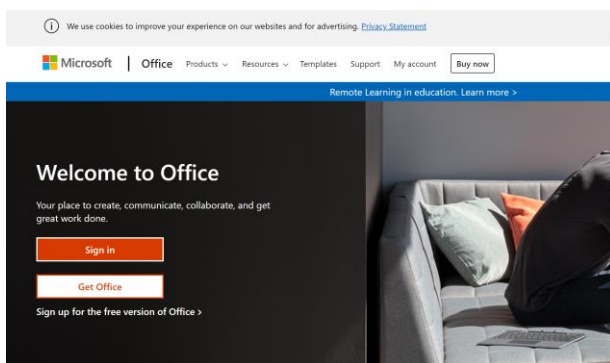 We use cookies to improve your experience on our websites and for advertising. Privacy Statement
Microsoft | Office Products Resources Templates Support My account Buy now
Remote Learning in education. Learn more >
Welcome to Office
Your place to create, communicate, collaborate, and get
great work done.
Sign in
Get Office
Sign up for the free version of Office >